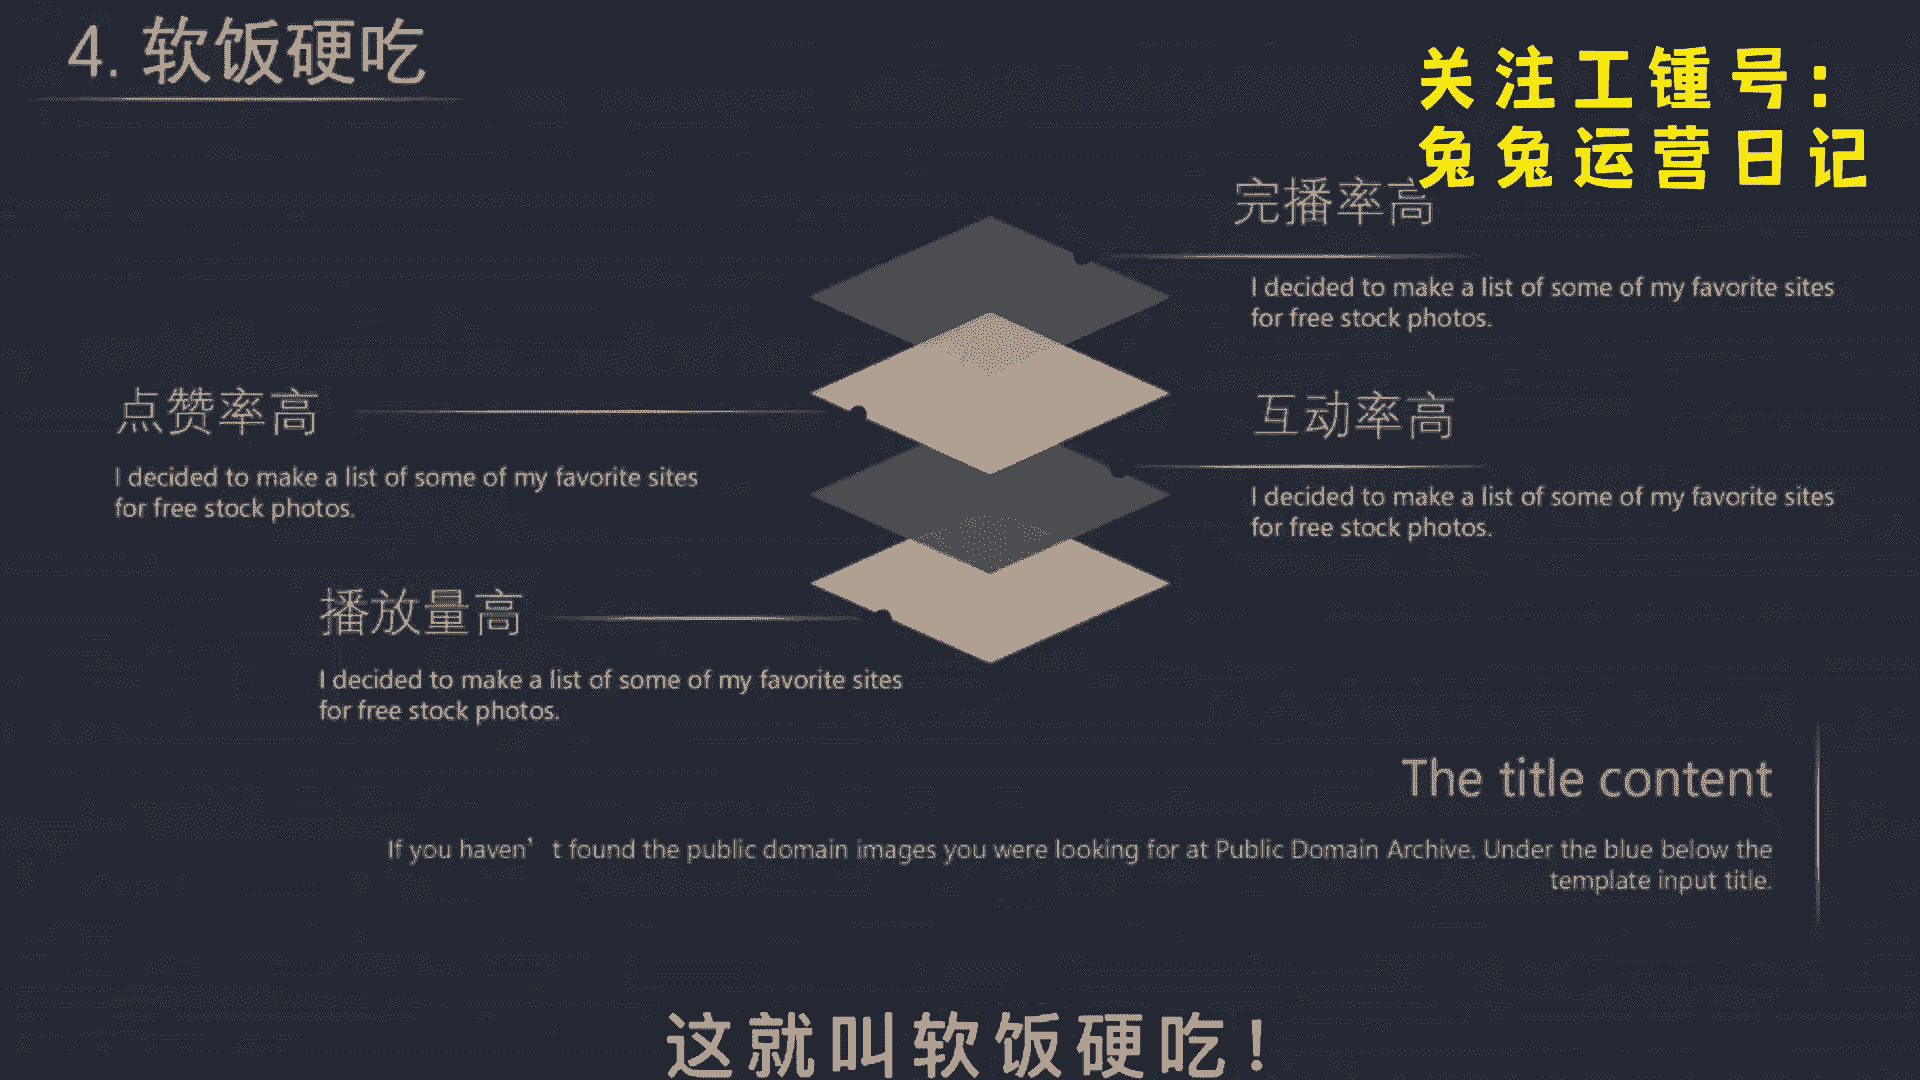 4. 软饭硬吃
关注工锺号:
兔兔运营日记
完播率高
I decided to make a list of some of my favorite sites
for free stock photos.
点赞率高
I decided to make a list of some of my favorite sites
for free stock photos.
互动率高
I decided to make a list of some of my favorite sites
for free stock photos.
播放量高
I decided to make a list of some of my favorite sites
for free stock photos.
The title content
If you haven't found the public domain images you were looking for at Public Domain Archive. Under the blue below the
template input title.
这就叫软饭硬吃!